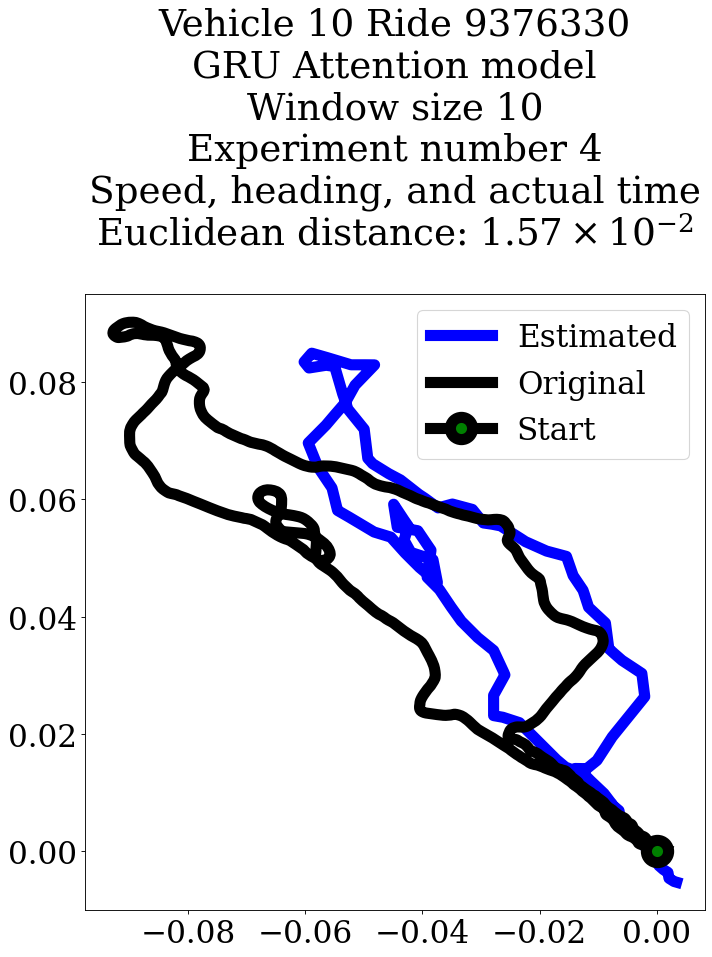 Vehicle 10 Ride 9376330
GRU Attention model
Window size 10
Experiment number 4
Speed, heading, and actual time
Euclidean distance: 1.57 × 10⁻²
Estimated
Original
Start
0.08
0.06
0.04
0.02
0.00
−0.08 −0.06 −0.04 −0.02 0.00